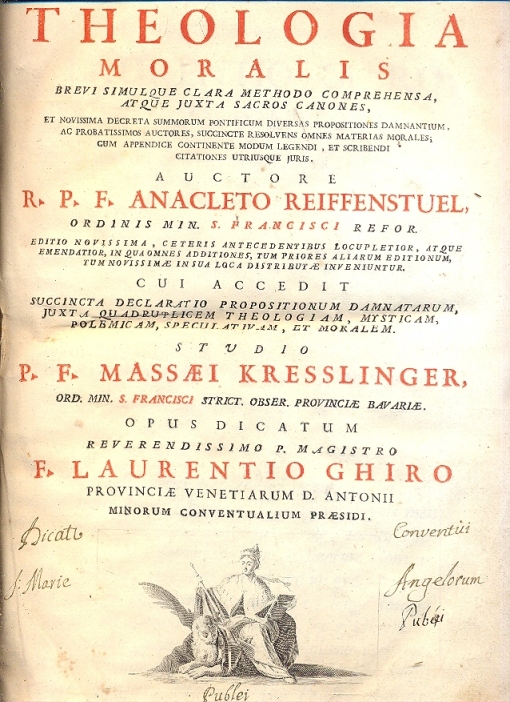 THEOLOGIA
MORALIS
BREVI SIMULQUE CLARA METHODO COMPREHENSA,
ATQUE JUXTA SACROS CANONES,
ET NOVISSIMA DECRETA SUMMORUM PONTIFICUM DIVERSAS PROPOSITIONES DAMNANTIUM,
AC PROBATISSIMOS AUCTORES, SUCCINCTE RESOLVENS OMNES MATERIAS MORALES;
CUM APPENDICE CONTINENTE MODUM LEGENDI, ET SCRIBENDI
CITATIONES UTRIUSQUE JURIS.
AUCTORE
R. P. F. ANACLETO REIFFENSTUEL,
ORDINIS MIN. S. FRANCISCI REFOR.
EDITIO NOVISSIMA, CETERIS ANTECEDENTIBUS LOCUPLETIOR, ATQUE
EMENDATIOR, IN QUA OMNES ADDITIONES, TUM PRIORES ALIARUM EDITIONUM,
TUM NOVISSIMÆ IN SUA LOCA DISTRIBUTÆ INVENIUNTUR.
CUI ACCEDIT
SUCCINCTA DECLARATIO PROPOSITIONUM DAMNATARUM,
JUXTA QUADRUPLICEM THEOLOGIAM, MYSTICAM,
POLEMICAM, SPECULATIVAM, ET MORALEM.
STVDIO
P. F. MASSÆI KRESSLINGER,
ORD. MIN. S. FRANCISCI STRICT. OBSER. PROVINCIÆ BAVARIÆ.
OPUS DICATUM
REVERENDISSIMO P. MAGISTRO
F. LAURENTIO GHIRO
PROVINCIÆ VENETIARUM D. ANTONII
MINORUM CONVENTUALIUM PRÆSIDI.
Dicati Conventùi
S. Marie Angelorum
Publei